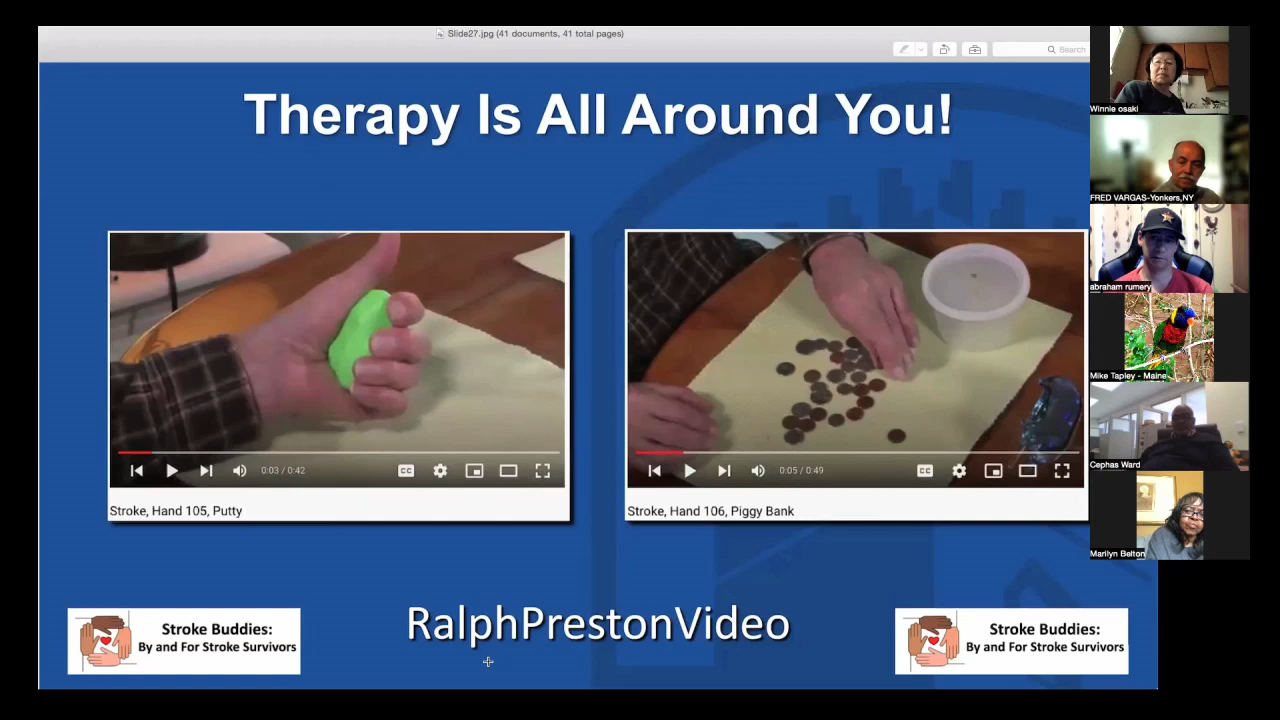 Slide27.jpg (41 documents, 41 total pages)
Search
Therapy Is All Around You!
0:03 / 0:42
CC
Stroke, Hand 105, Putty
0:05 / 0:49
CC
Stroke, Hand 106, Piggy Bank
Stroke Buddies:
By and For Stroke Survivors
RalphPrestonVideo
Stroke Buddies:
By and For Stroke Survivors
Winnie osaki
FRED VARGAS-Yonkers,NY
abraham rumery
Mike Tapley - Maine
Cephas Ward
Marilyn Belton